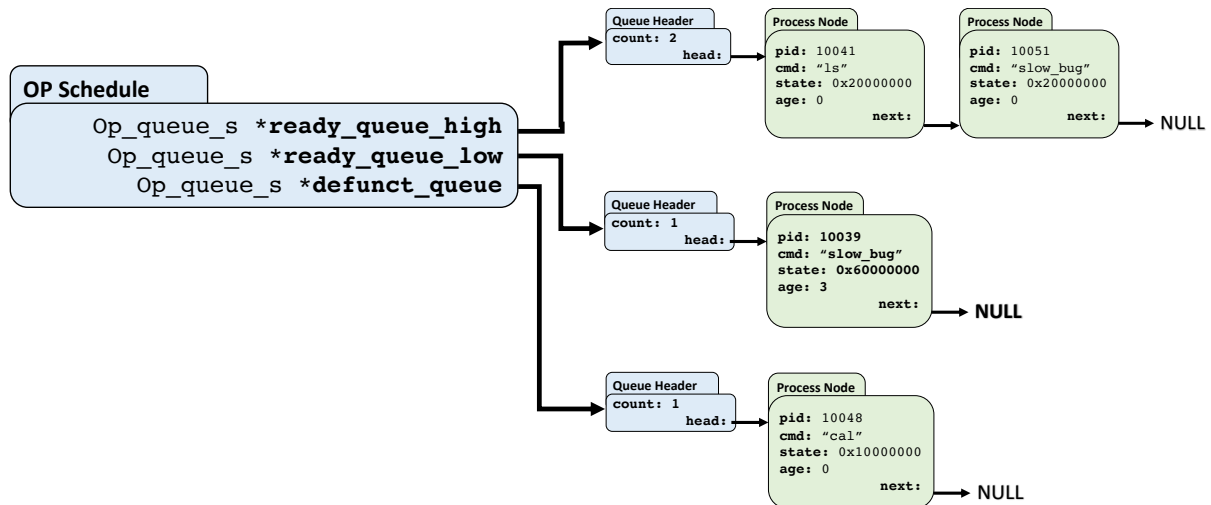 OP Schedule
Op_queue_s *ready_queue_high
Op_queue_s *ready_queue_low
Op_queue_s *defunct_queue
Queue Header
count: 2
head:
Process Node
pid: 10041
cmd: “ls”
state: 0x20000000
age: 0
next:
Process Node
pid: 10051
cmd: “slow_bug”
state: 0x20000000
age: 0
next:
NULL
Queue Header
count: 1
head:
Process Node
pid: 10039
cmd: “slow_bug”
state: 0x60000000
age: 3
next:
NULL
Queue Header
count: 1
head:
Process Node
pid: 10048
cmd: “cal”
state: 0x10000000
age: 0
next:
NULL